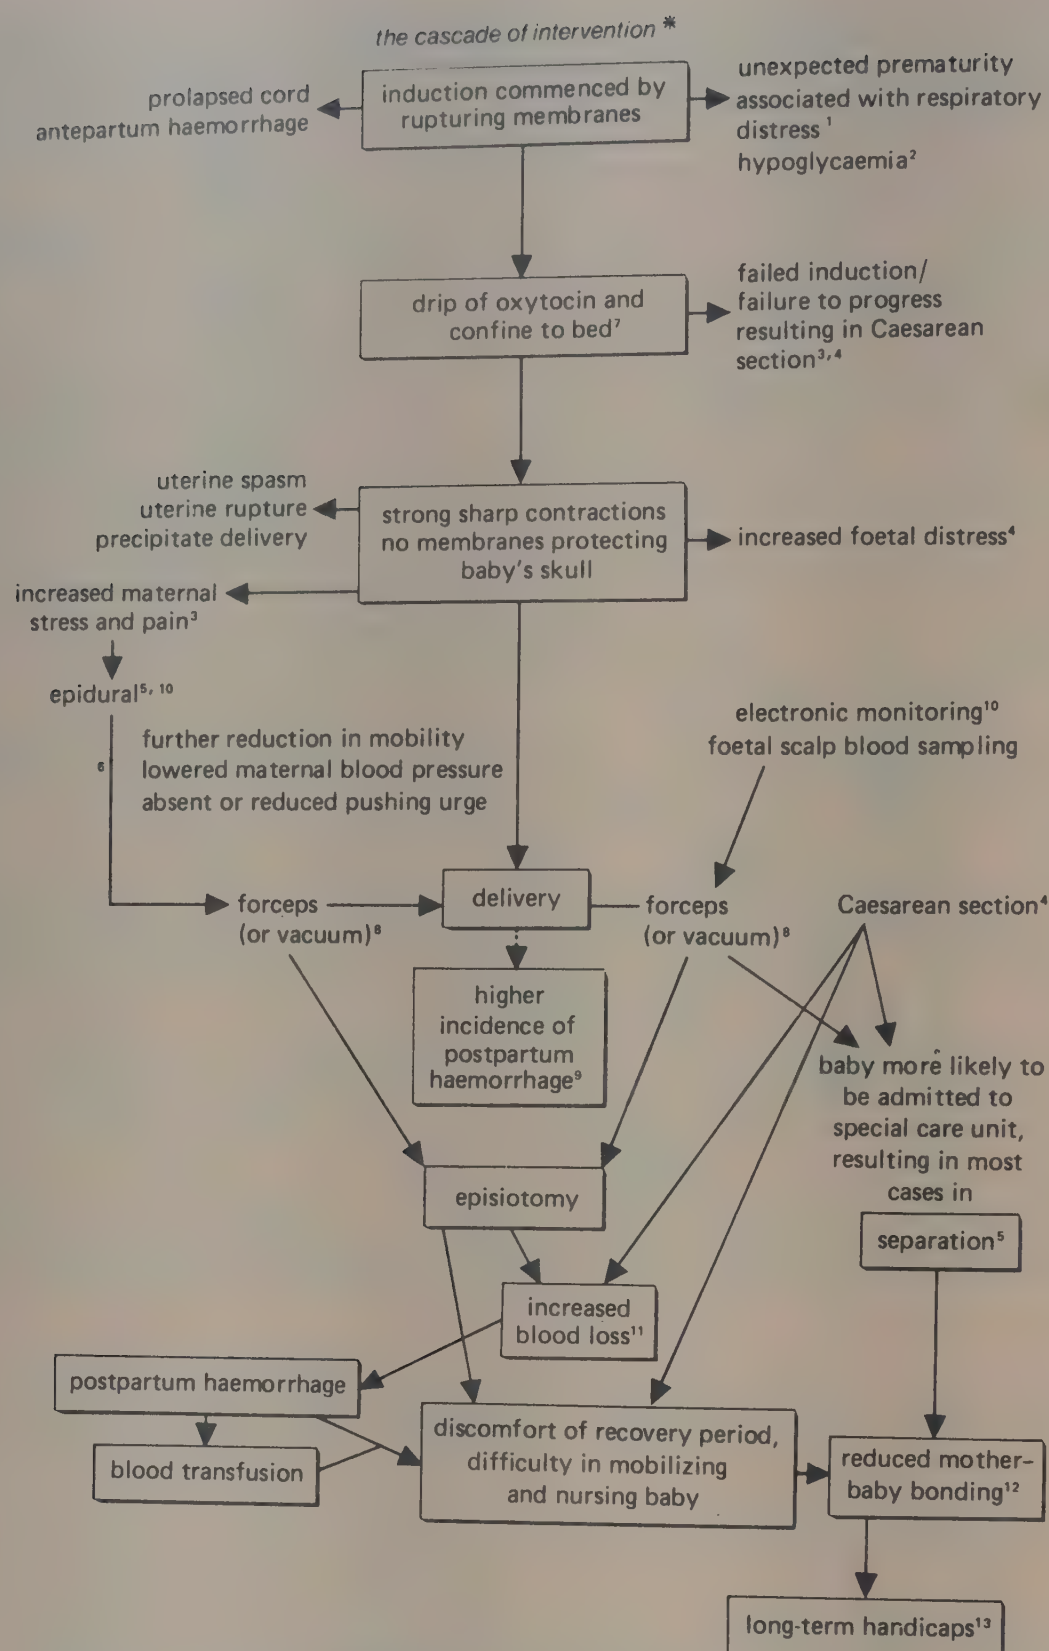 the cascade of intervention *
prolapsed cord
antepartum haemorrhage
induction commenced by
rupturing membranes
unexpected prematurity
associated with respiratory
distress¹
hypoglycaemia²
drip of oxytocin and
confine to bed⁷
failed induction/
failure to progress
resulting in Caesarean
section³,⁴
uterine spasm
uterine rupture
precipitate delivery
strong sharp contractions
no membranes protecting
baby's skull
increased foetal distress⁴
increased maternal
stress and pain³
epidural⁵, ¹⁰
⁶
further reduction in mobility
lowered maternal blood pressure
absent or reduced pushing urge
electronic monitoring¹⁰
foetal scalp blood sampling
forceps
(or vacuum)⁸
delivery
forceps
(or vacuum)⁸
Caesarean section⁴
higher
incidence of
postpartum
haemorrhage⁹
baby more likely to
be admitted to
special care unit,
resulting in most
cases in
episiotomy
separation⁵
increased
blood loss¹¹
postpartum haemorrhage
blood transfusion
discomfort of recovery period,
difficulty in mobilizing
and nursing baby
reduced mother-
baby bonding¹²
long-term handicaps¹³